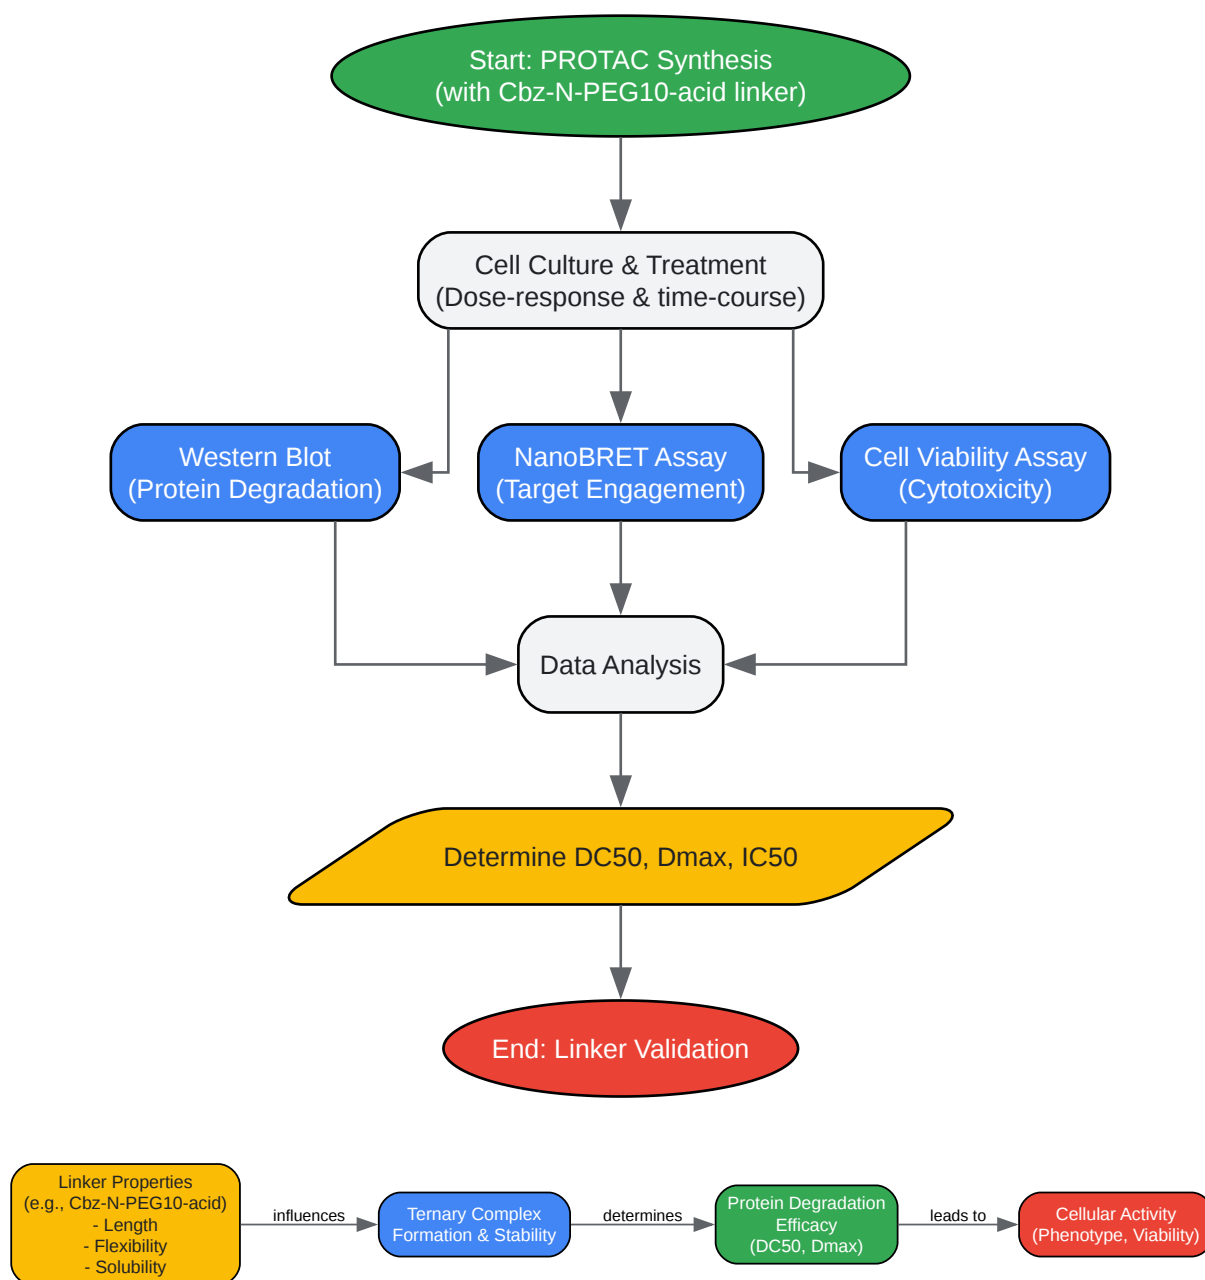 Start: PROTAC Synthesis
(with Cbz-N-PEG10-acid linker)
Cell Culture & Treatment
(Dose-response & time-course)
Western Blot
(Protein Degradation)
NanoBRET Assay
(Target Engagement)
Cell Viability Assay
(Cytotoxicity)
Data Analysis
Determine DC50, Dmax, IC50
End: Linker Validation
Linker Properties
(e.g., Cbz-N-PEG10-acid)
- Length
- Flexibility
- Solubility
influences
Ternary Complex
Formation & Stability
determines
Protein Degradation
Efficacy
(DC50, Dmax)
leads to
Cellular Activity
(Phenotype, Viability)